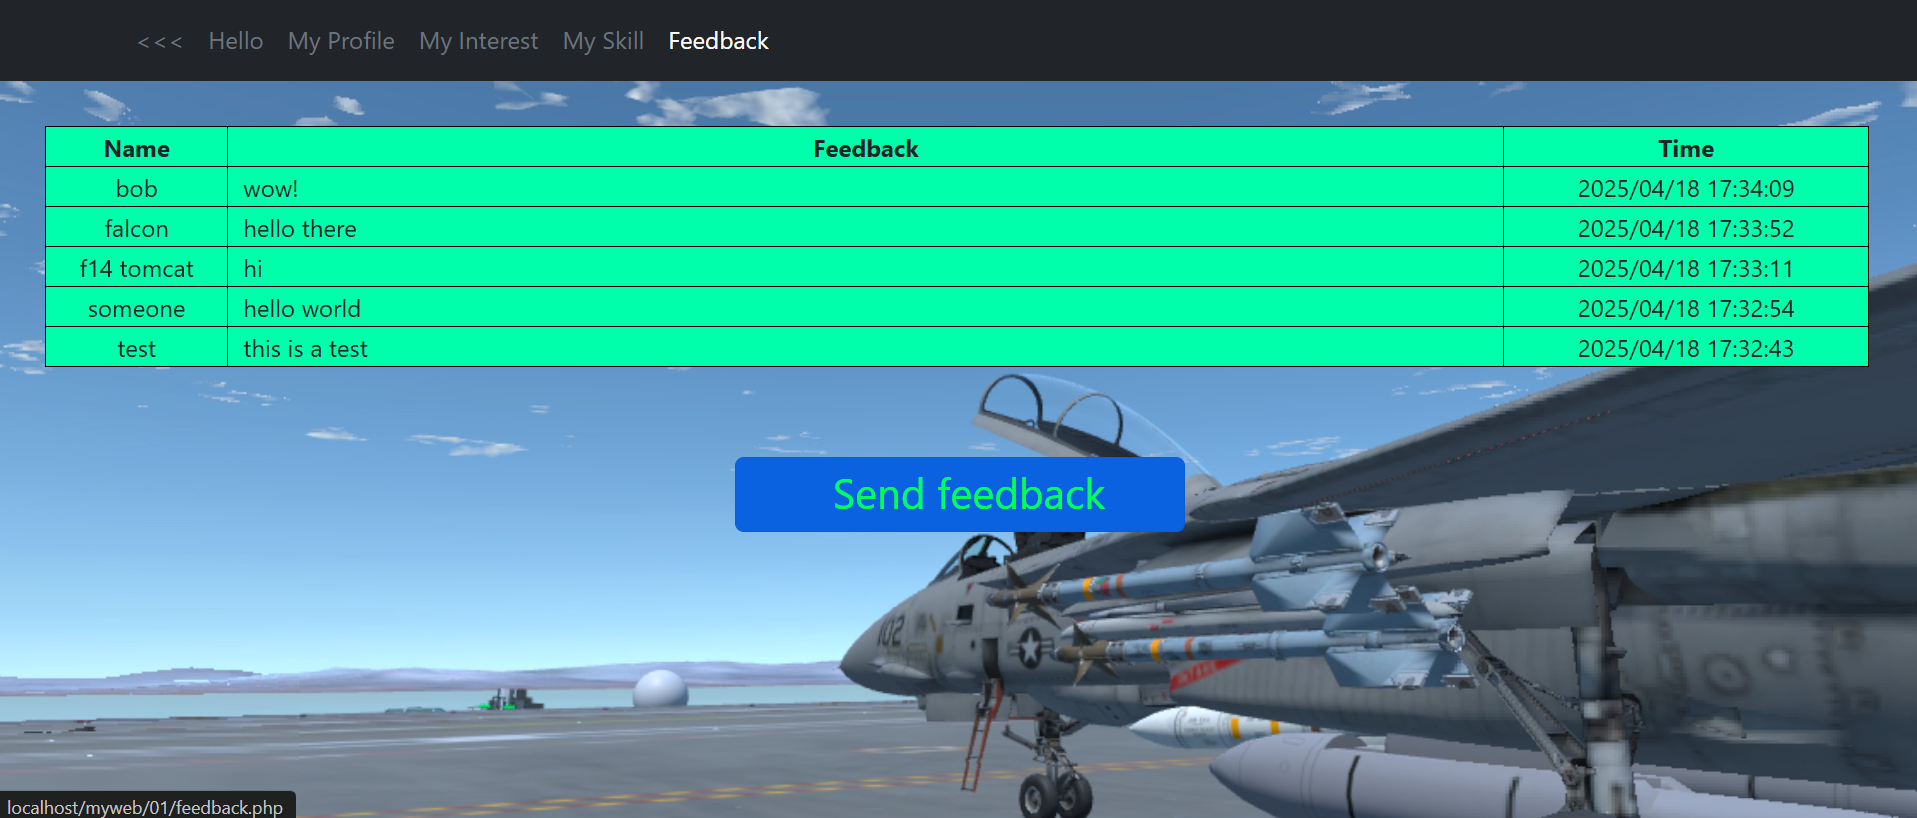 <<< Hello My Profile My Interest My Skill Feedback
Name Feedback Time
bob wow! 2025/04/18 17:34:09
falcon hello there 2025/04/18 17:33:52
f14 tomcat hi 2025/04/18 17:33:11
someone hello world 2025/04/18 17:32:54
test this is a test 2025/04/18 17:32:43
Send feedback
102
localhost/myweb/01/feedback.php